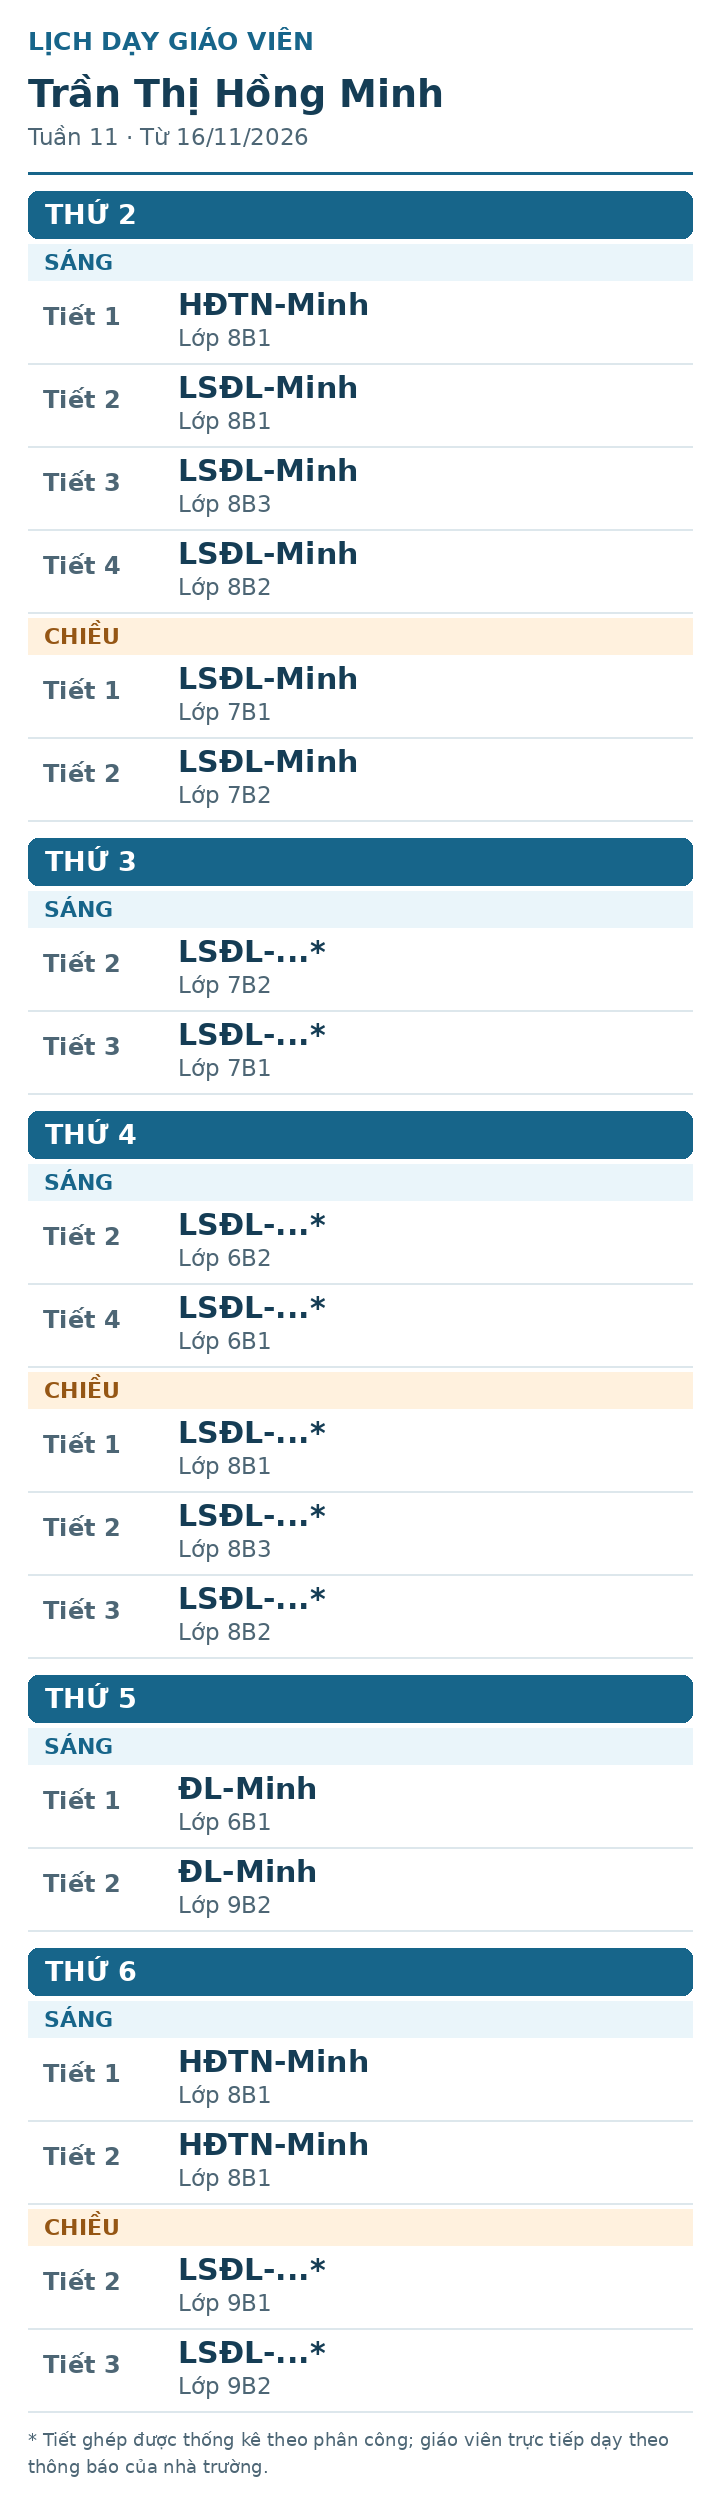 LỊCH DẠY GIÁO VIÊN
Trần Thị Hồng Minh
Tuần 11 · Từ 16/11/2026
THỨ 2
SÁNG
Tiết 1 HĐTN-Minh
Lớp 8B1
Tiết 2 LSĐL-Minh
Lớp 8B1
Tiết 3 LSĐL-Minh
Lớp 8B3
Tiết 4 LSĐL-Minh
Lớp 8B2
CHIỀU
Tiết 1 LSĐL-Minh
Lớp 7B1
Tiết 2 LSĐL-Minh
Lớp 7B2
THỨ 3
SÁNG
Tiết 2 LSĐL-...*
Lớp 7B2
Tiết 3 LSĐL-...*
Lớp 7B1
THỨ 4
SÁNG
Tiết 2 LSĐL-...*
Lớp 6B2
Tiết 4 LSĐL-...*
Lớp 6B1
CHIỀU
Tiết 1 LSĐL-...*
Lớp 8B1
Tiết 2 LSĐL-...*
Lớp 8B3
Tiết 3 LSĐL-...*
Lớp 8B2
THỨ 5
SÁNG
Tiết 1 ĐL-Minh
Lớp 6B1
Tiết 2 ĐL-Minh
Lớp 9B2
THỨ 6
SÁNG
Tiết 1 HĐTN-Minh
Lớp 8B1
Tiết 2 HĐTN-Minh
Lớp 8B1
CHIỀU
Tiết 2 LSĐL-...*
Lớp 9B1
Tiết 3 LSĐL-...*
Lớp 9B2
* Tiết ghép được thống kê theo phân công; giáo viên trực tiếp dạy theo
thông báo của nhà trường.